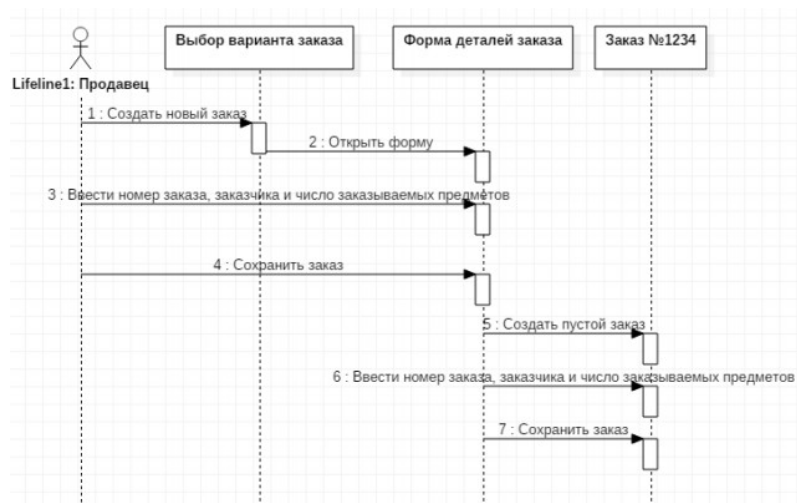 Выбор варианта заказа
Форма деталей заказа
Заказ №1234
Lifeline1: Продавец
1 : Создать новый заказ
2 : Открыть форму
3 : Ввести номер заказа, заказчика и число заказываемых предметов
4 : Сохранить заказ
5 : Создать пустой заказ
6 : Ввести номер заказа, заказчика и число заказываемых предметов
7 : Сохранить заказ